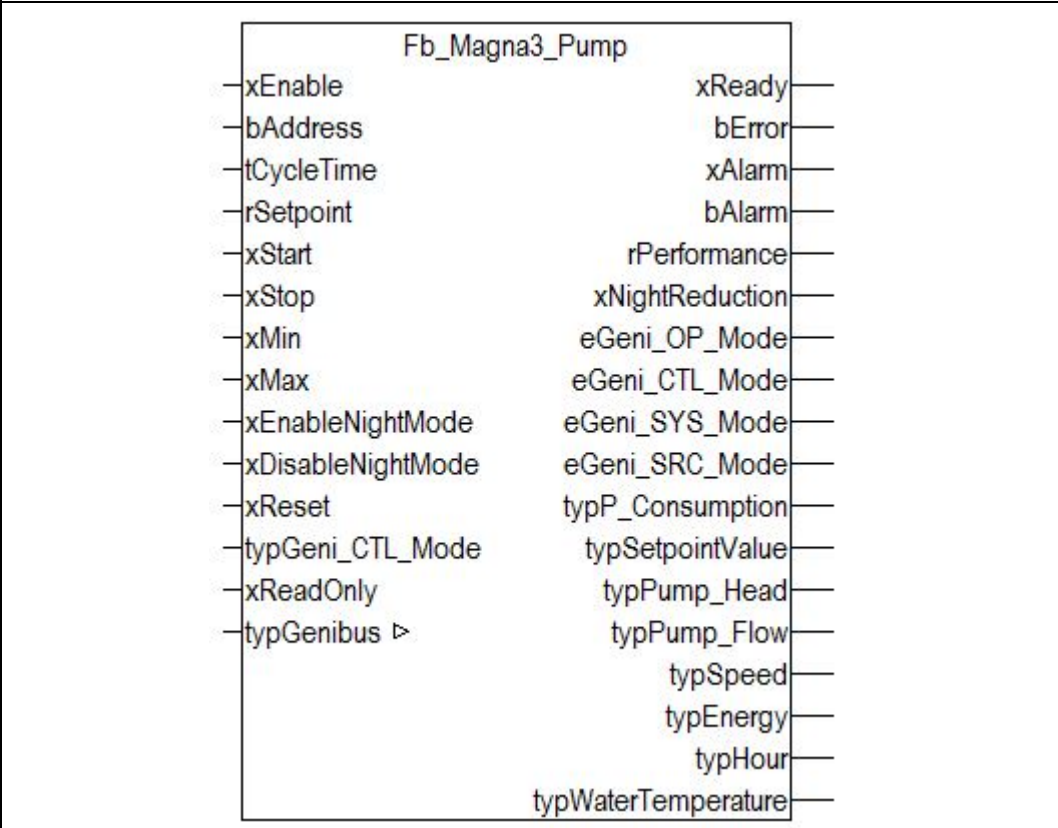 Fb_Magna3_Pump
xEnable xReady
bAddress bError
tCycleTime xAlarm
rSetpoint bAlarm
xStart rPerformance
xStop xNightReduction
xMin eGeni_OP_Mode
xMax eGeni_CTL_Mode
xEnableNightMode eGeni_SYS_Mode
xDisableNightMode eGeni_SRC_Mode
xReset typP_Consumption
typGeni_CTL_Mode typSetpointValue
xReadOnly typPump_Head
typGenibus ▷ typPump_Flow
typSpeed
typEnergy
typHour
typWaterTemperature